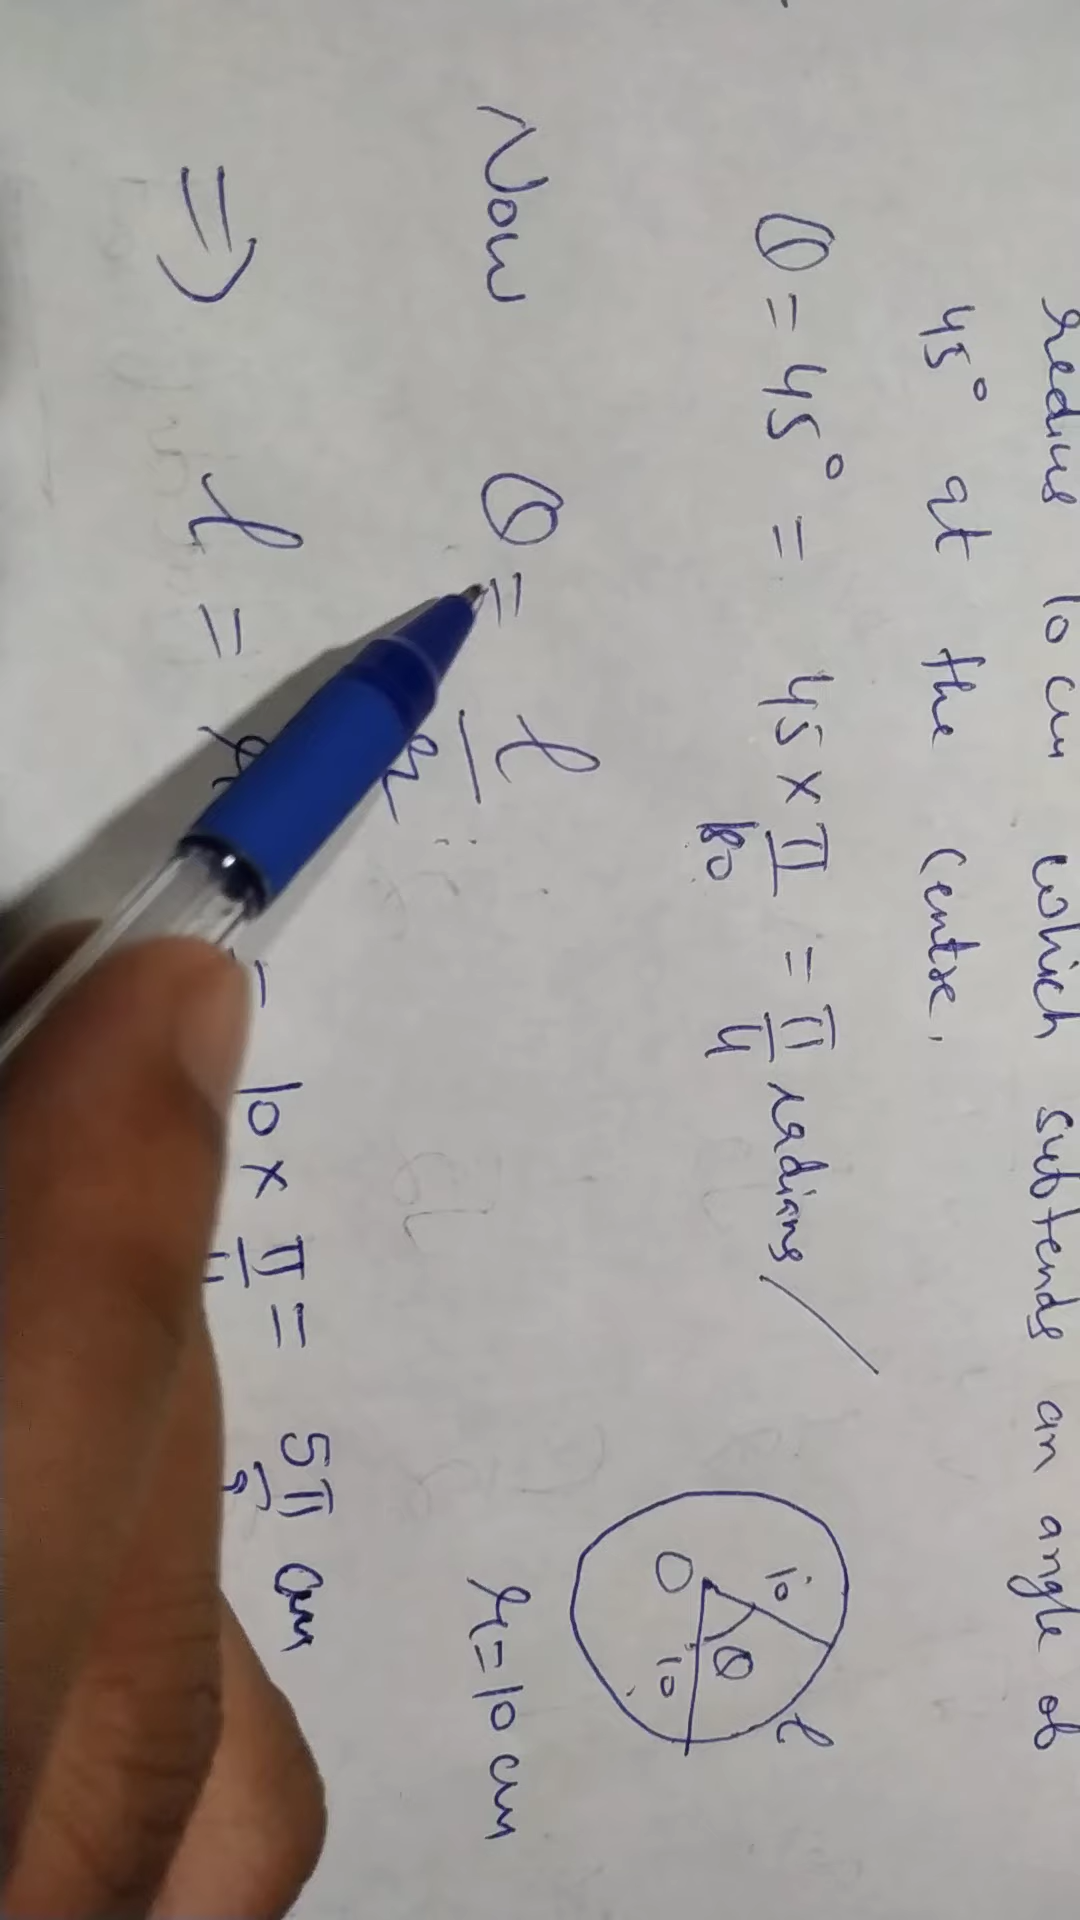 radius 10 cm which subtends an angle of
45° at the centre.
θ = 45° = 45 × π/180 = π/4 radians/
10
θ
10
O
l
Now θ = l/r
r = 10 cm
⇒ l = = 10 × π/4 = 5π/2 cm